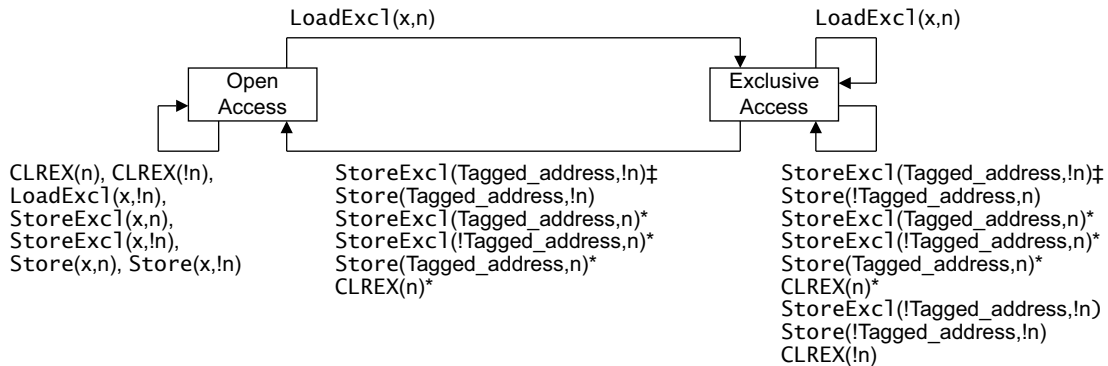 LoadExcl(x,n)
LoadExcl(x,n)
Open
Access
Exclusive
Access
CLREX(n), CLREX(!n),
LoadExcl(x,!n),
StoreExcl(x,n),
StoreExcl(x,!n),
Store(x,n), Store(x,!n)
StoreExcl(Tagged_address,!n)‡
Store(Tagged_address,!n)
StoreExcl(Tagged_address,n)*
StoreExcl(!Tagged_address,n)*
Store(Tagged_address,n)*
CLREX(n)*
StoreExcl(Tagged_address,!n)‡
Store(!Tagged_address,n)
StoreExcl(Tagged_address,n)*
StoreExcl(!Tagged_address,n)*
Store(Tagged_address,n)*
CLREX(n)*
StoreExcl(!Tagged_address,!n)
Store(!Tagged_address,!n)
CLREX(!n)